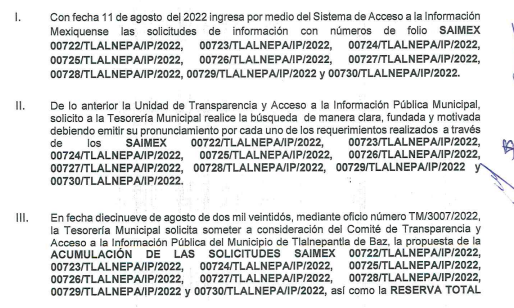 I. Con fecha 11 de agosto del 2022 ingresa por medio del Sistema de Acceso a la Información
Mexiquense las solicitudes de información con números de folio SAIMEX
00722/TLALNEPA/IP/2022, 00723/TLALNEPA/IP/2022, 00724/TLALNEPA/IP/2022,
00725/TLALNEPA/IP/2022, 00726/TLALNEPA/IP/2022, 00727/TLALNEPA/IP/2022,
00728/TLALNEPA/IP/2022, 00729/TLALNEPA/IP/2022 y 00730/TLALNEPA/IP/2022.
II. De lo anterior la Unidad de Transparencia y Acceso a la Información Pública Municipal,
solicito a la Tesorería Municipal realice la búsqueda de manera clara, fundada y motivada
debiendo emitir su pronunciamiento por cada uno de los requerimientos realizados a través
de los SAIMEX 00722/TLALNEPA/IP/2022, 00723/TLALNEPA/IP/2022,
00724/TLALNEPA/IP/2022, 00725/TLALNEPA/IP/2022, 00726/TLALNEPA/IP/2022,
00727/TLALNEPA/IP/2022, 00728/TLALNEPA/IP/2022, 00729/TLALNEPA/IP/2022 y
00730/TLALNEPA/IP/2022.
III. En fecha diecinueve de agosto de dos mil veintidós, mediante oficio número TM/3007/2022,
la Tesorería Municipal solicita someter a consideración del Comité de Transparencia y
Acceso a la Información Pública del Municipio de Tlalnepantla de Baz, la propuesta de la
ACUMULACIÓN DE LAS SOLICITUDES SAIMEX 00722/TLALNEPA/IP/2022,
00723/TLALNEPA/IP/2022, 00724/TLALNEPA/IP/2022, 00725/TLALNEPA/IP/2022,
00726/TLALNEPA/IP/2022, 00727/TLALNEPA/IP/2022, 00728/TLALNEPA/IP/2022,
00729/TLALNEPA/IP/2022 y 00730/TLALNEPA/IP/2022, así como la RESERVA TOTAL